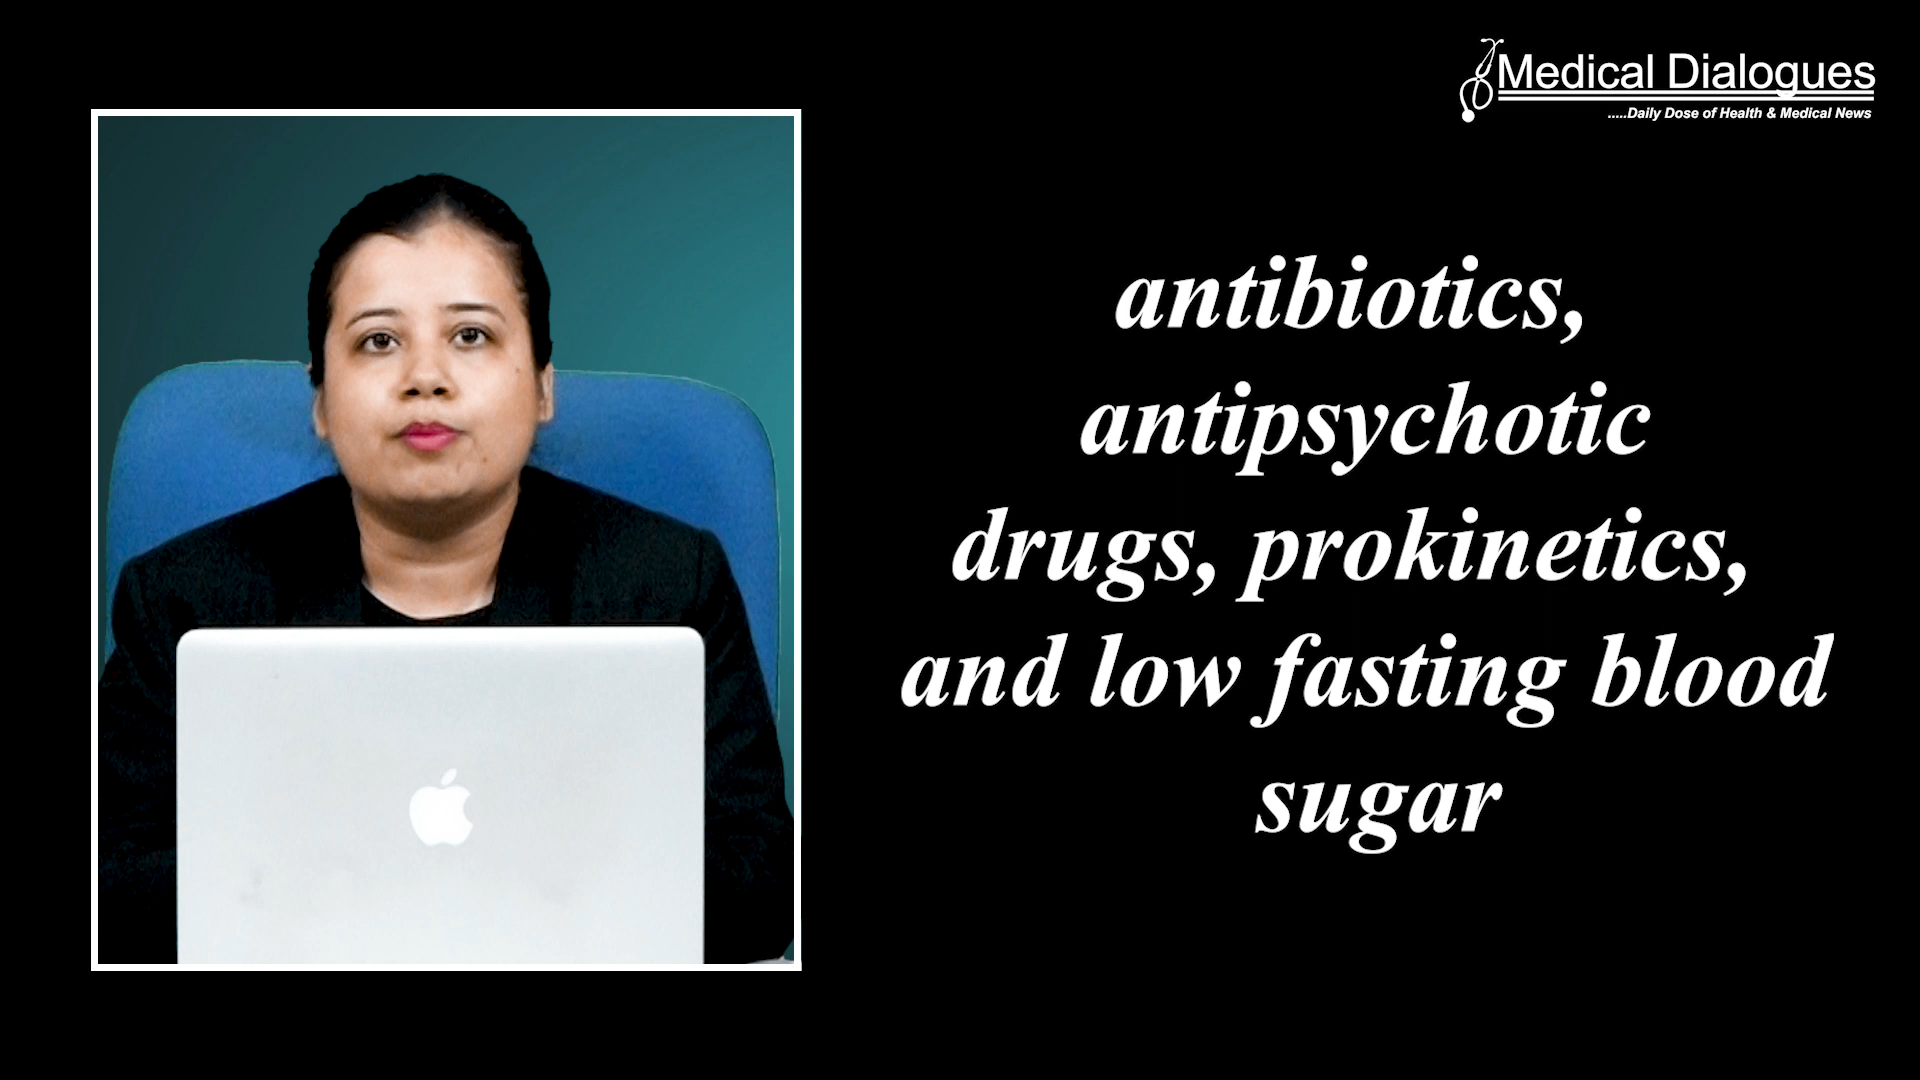 Medical Dialogues
.....Daily Dose of Health & Medical News
antibiotics,
antipsychotic
drugs, prokinetics,
and low fasting blood
sugar